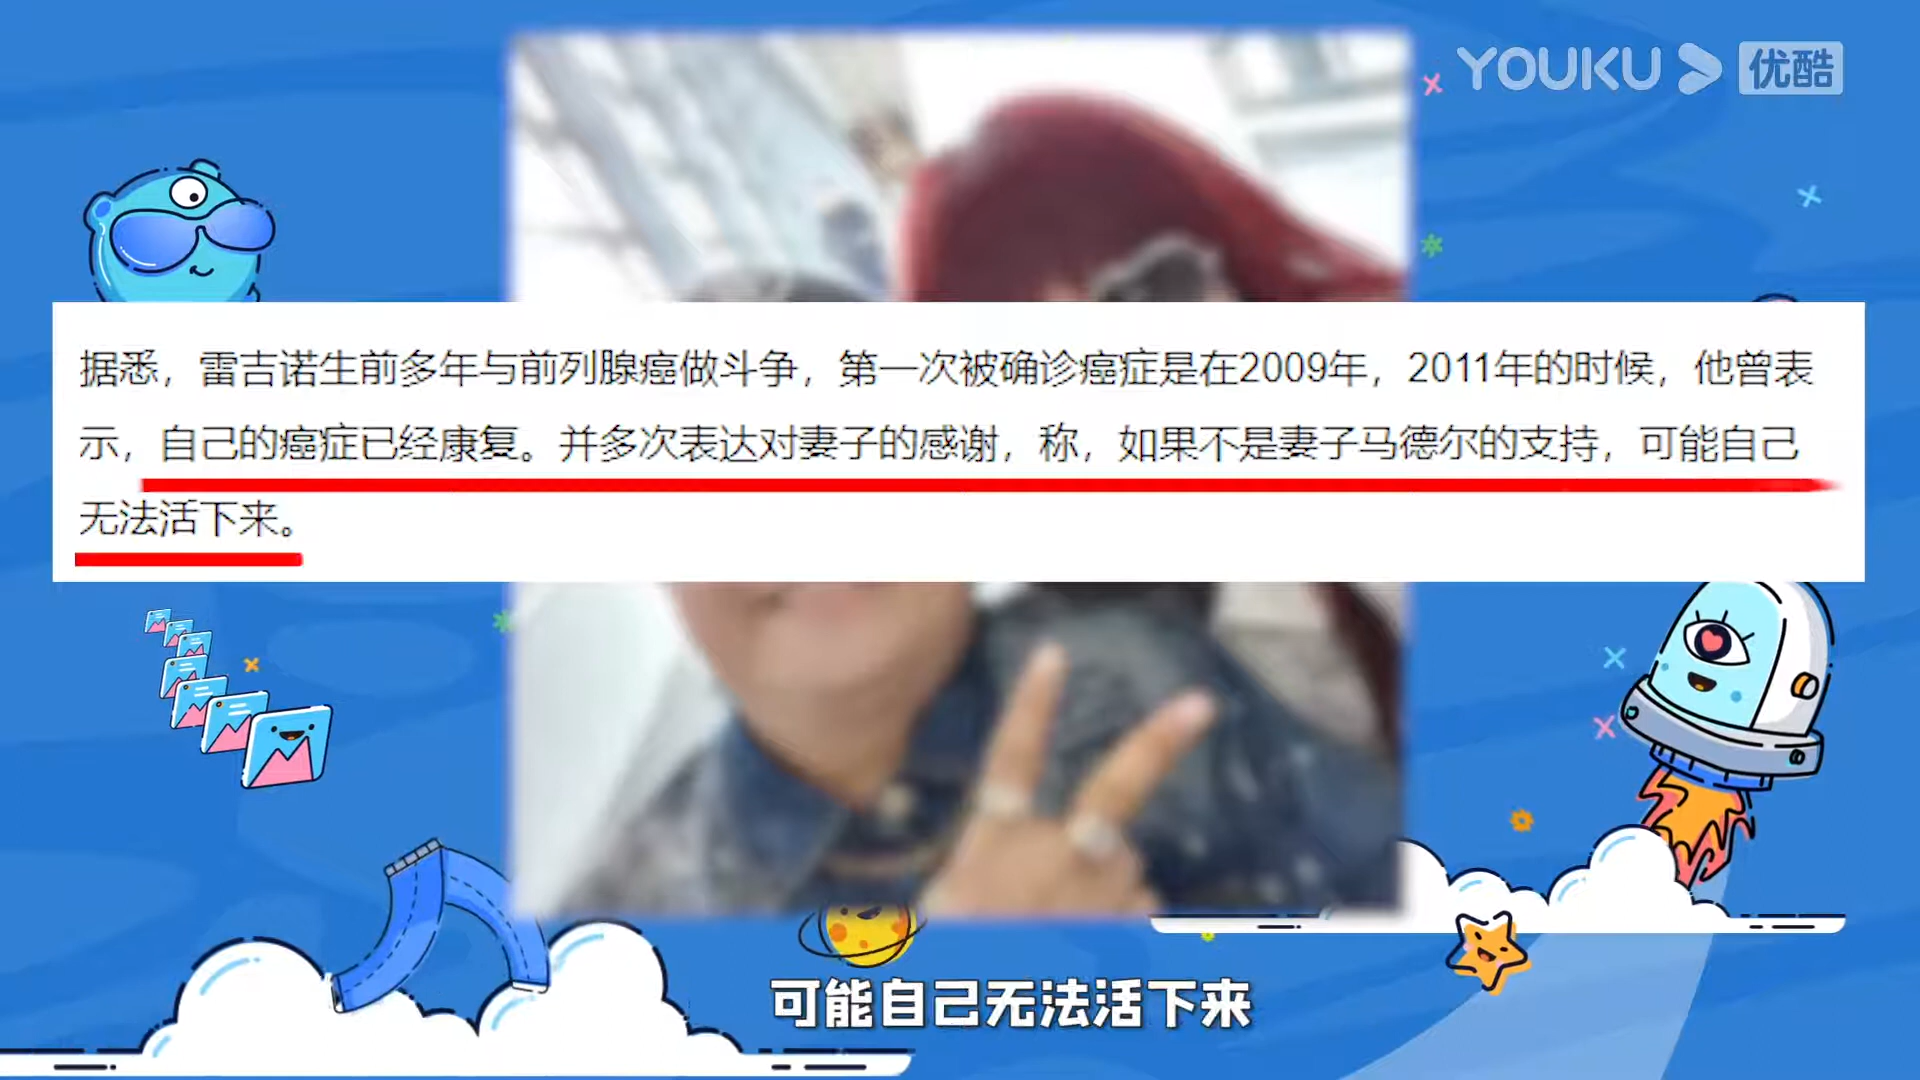 YOUKU 优酷
据悉，雷吉诺生前多年与前列腺癌做斗争，第一次被确诊癌症是在2009年，2011年的时候，他曾表
示，自己的癌症已经康复。并多次表达对妻子的感谢，称，如果不是妻子马德尔的支持，可能自己
无法活下来。
可能自己无法活下来